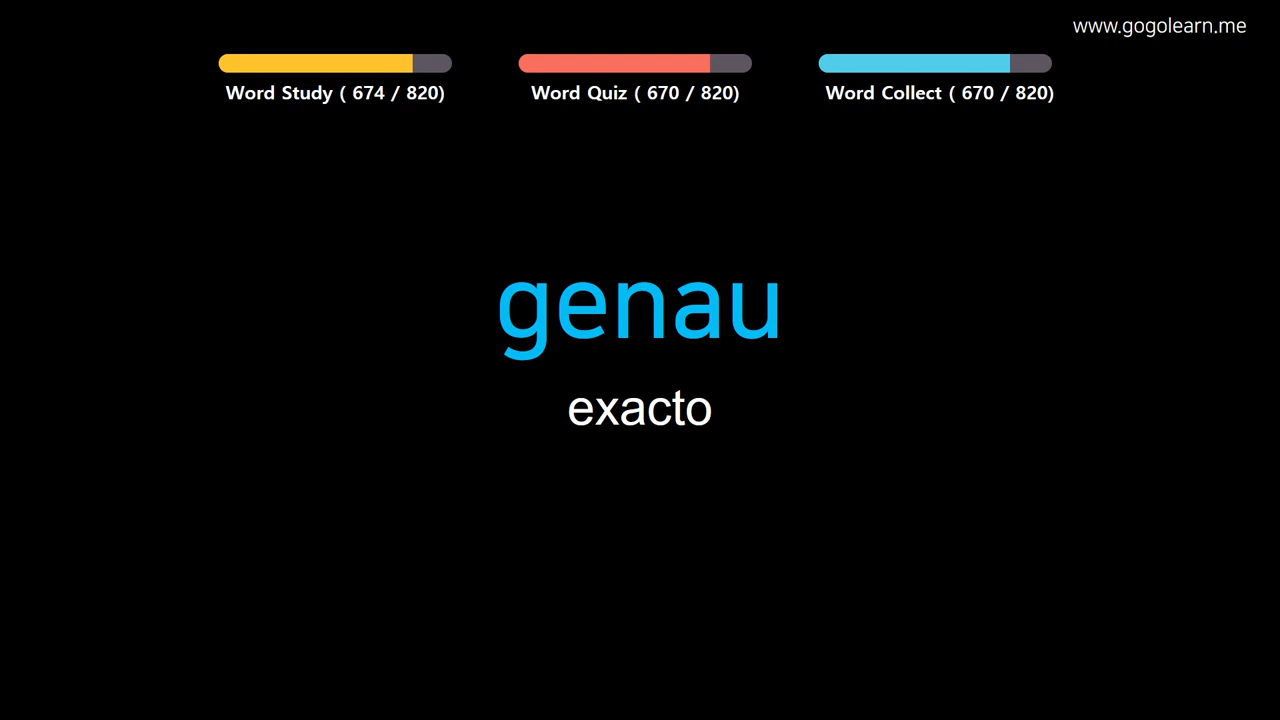 www.gogolearn.me
Word Study ( 674 / 820)
Word Quiz ( 670 / 820)
Word Collect ( 670 / 820)
genau
exacto